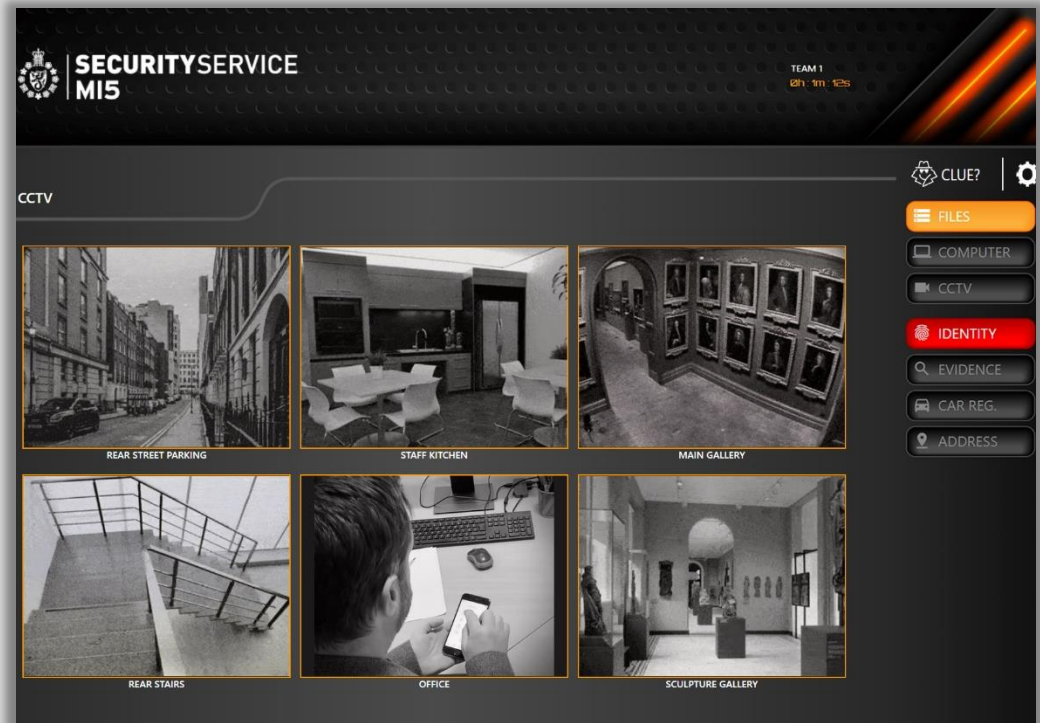 SECURITYSERVICE
MI5
TEAM 1
0h : 1m : 12s
CLUE?
CCTV
FILES
COMPUTER
CCTV
IDENTITY
EVIDENCE
CAR REG.
ADDRESS
REAR STREET PARKING
STAFF KITCHEN
MAIN GALLERY
REAR STAIRS
OFFICE
SCULPTURE GALLERY